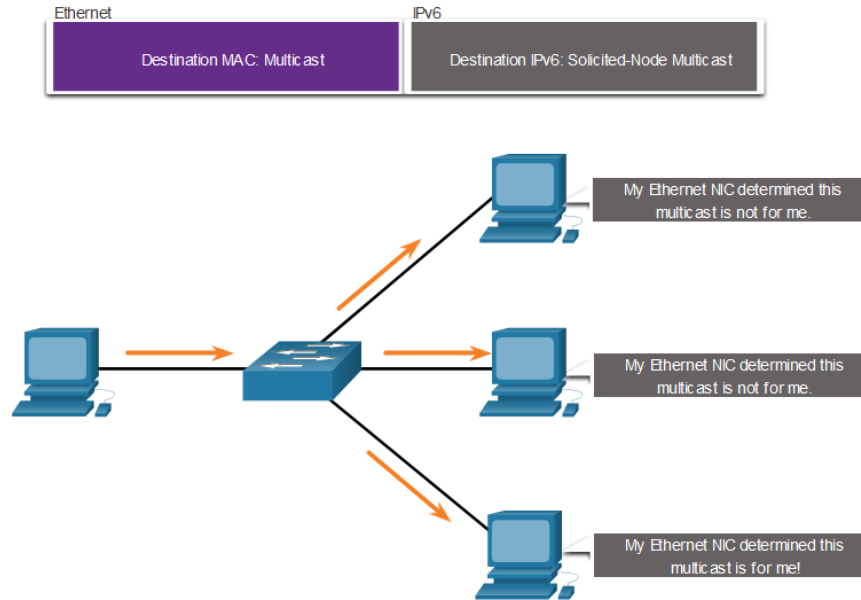 Ethernet
IPv6
Destination MAC: Multicast
Destination IPv6: Solicited-Node Multicast
My Ethernet NIC determined this
multicast is not for me.
My Ethernet NIC determined this
multicast is not for me.
My Ethernet NIC determined this
multicast is for me!